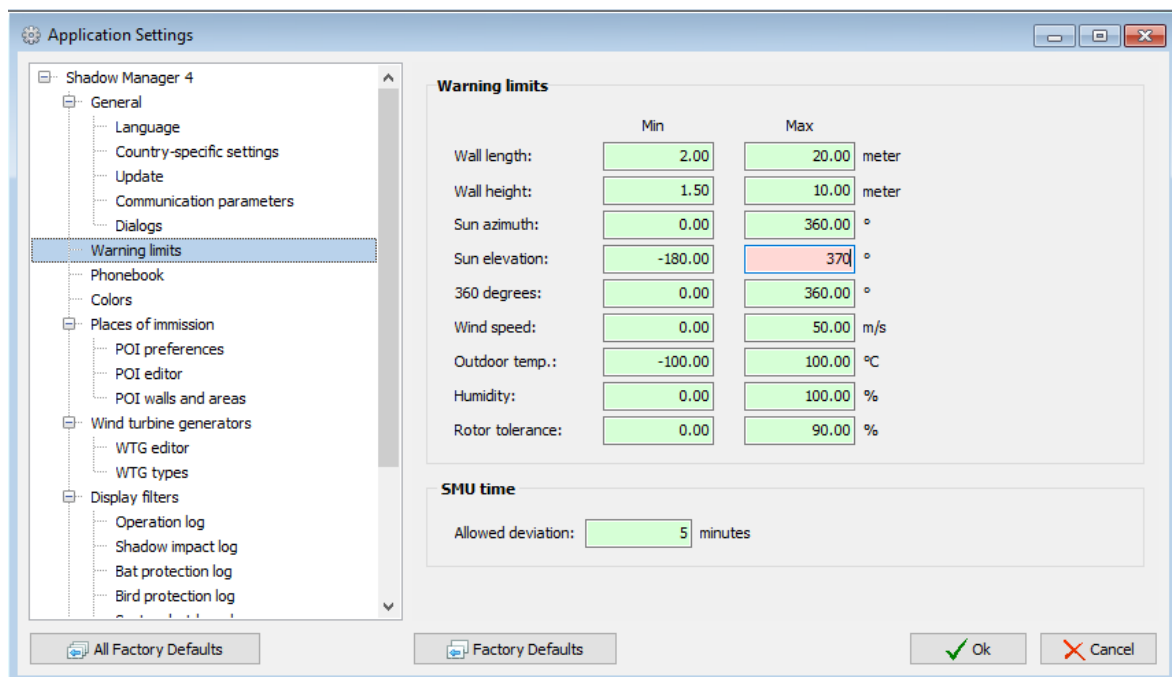 Application Settings
Shadow Manager 4
General
Language
Country-specific settings
Update
Communication parameters
Dialogs
Warning limits
Phonebook
Colors
Places of immission
POI preferences
POI editor
POI walls and areas
Wind turbine generators
WTG editor
WTG types
Display filters
Operation log
Shadow impact log
Bat protection log
Bird protection log
All Factory Defaults
Warning limits
Min Max
Wall length: 2.00 20.00 meter
Wall height: 1.50 10.00 meter
Sun azimuth: 0.00 360.00 °
Sun elevation: -180.00 370 °
360 degrees: 0.00 360.00 °
Wind speed: 0.00 50.00 m/s
Outdoor temp.: -100.00 100.00 °C
Humidity: 0.00 100.00 %
Rotor tolerance: 0.00 90.00 %
SMU time
Allowed deviation: 5 minutes
Factory Defaults
Ok
Cancel